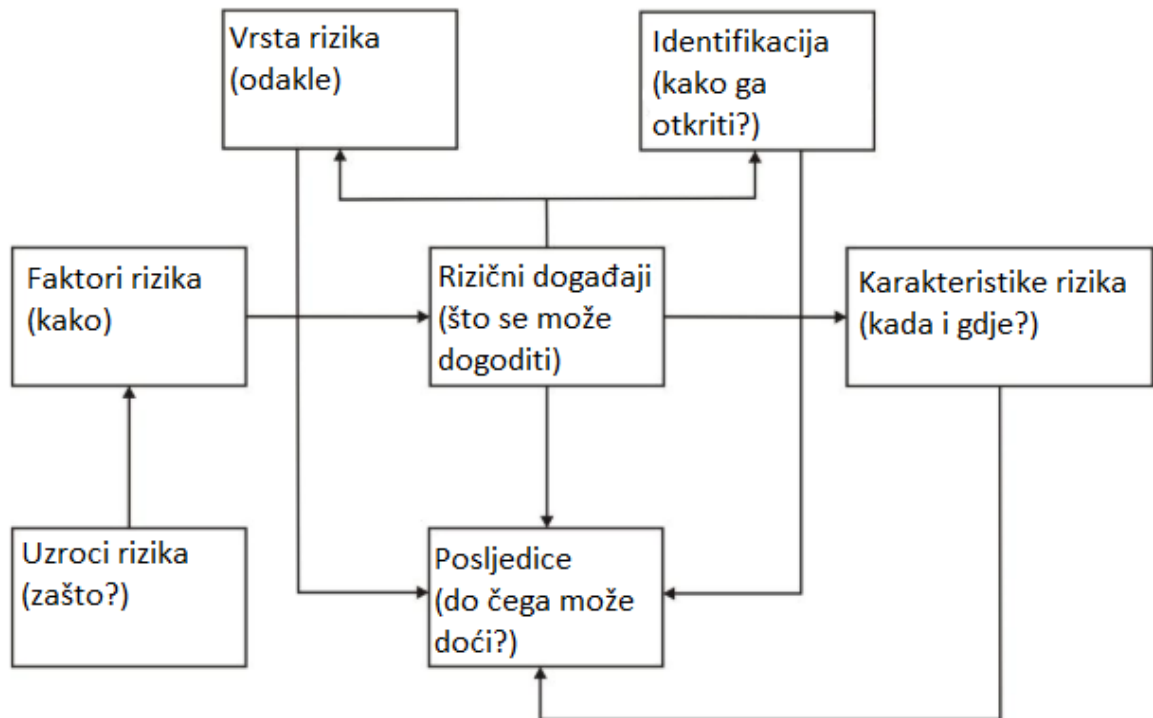 Vrsta rizika
(odakle)
Identifikacija
(kako ga
otkriti?)
Faktori rizika
(kako)
Rizični događaji
(što se može
dogoditi)
Karakteristike rizika
(kada i gdje?)
Uzroci rizika
(zašto?)
Posljedice
(do čega može
doći?)